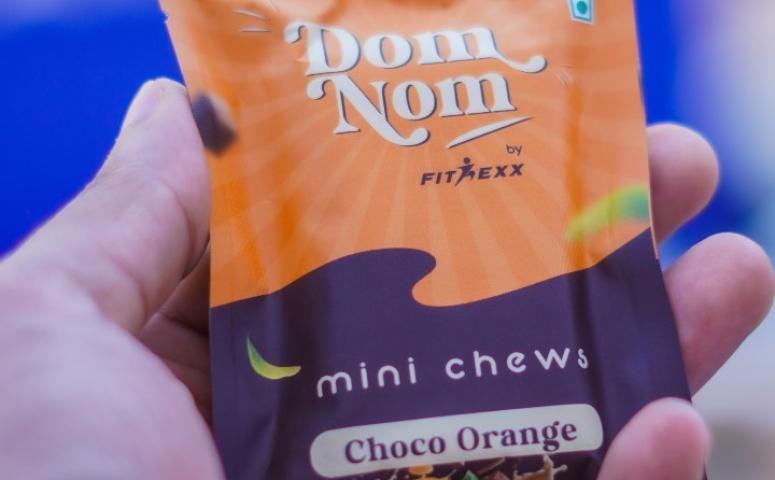 Dom
Nom
by
FITEXX
mini chews
Choco Orange